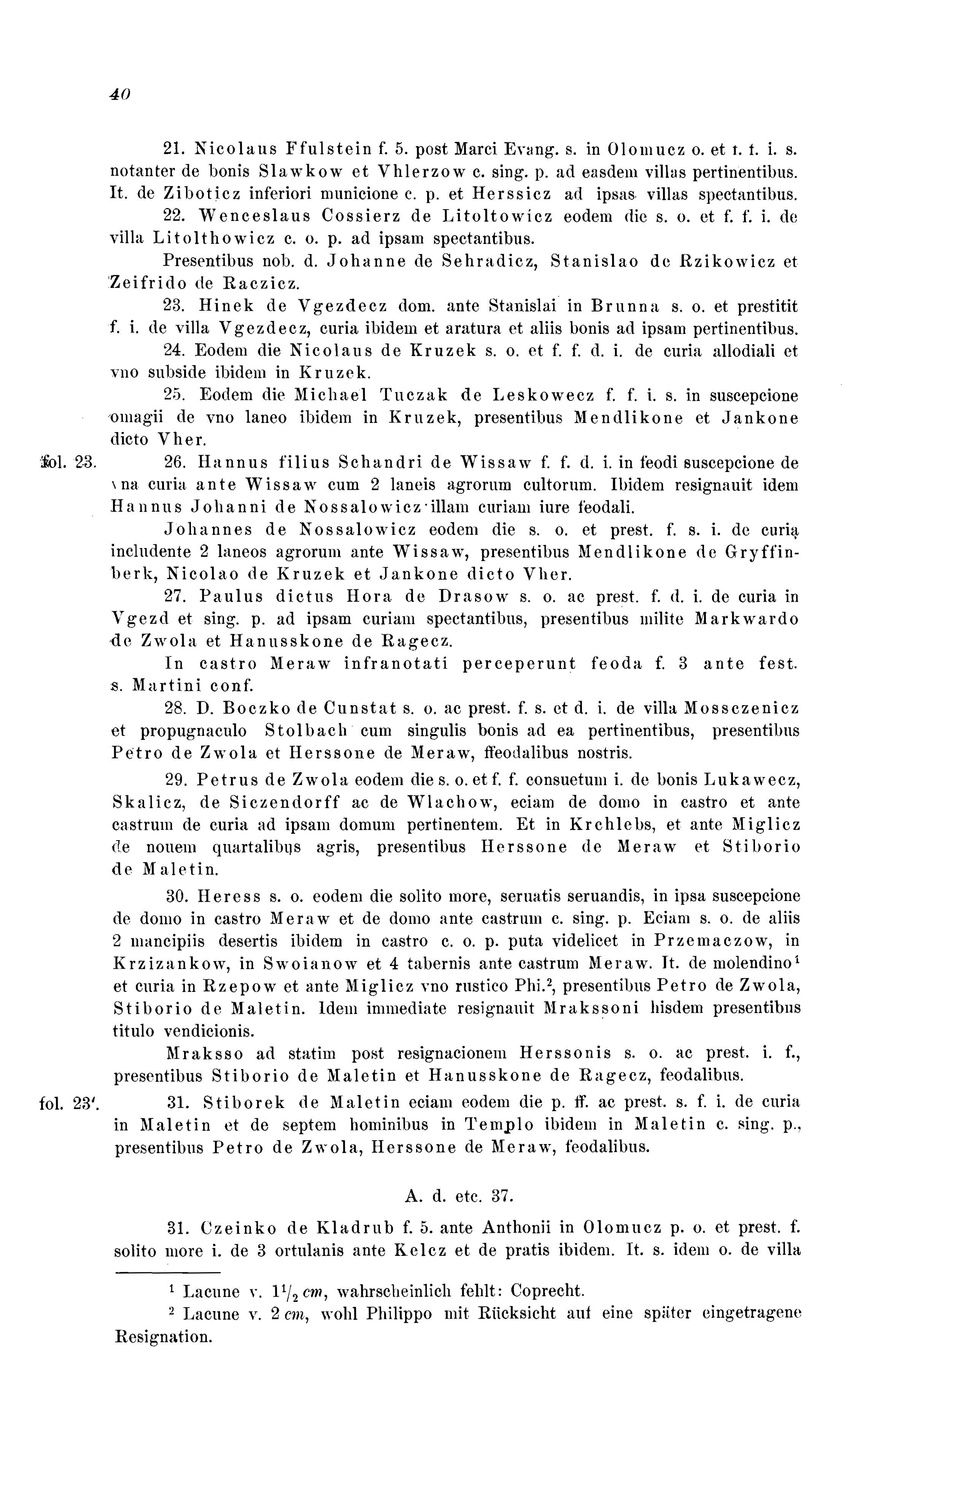 40
21. Nicolaus Ffulstein f. 5. post Marci Evang. s. in Olomucz o. et r. t. i. s.
notanter de bonis Slawkow et Vhlerzow c. sing. p. ad easdem villas pertinentibus.
It. deZiboticz inferiori municione c. p. et Herssicz ad ipsas villas spectantibus.
22. Wenceslaus Cossierz de Litoltowicz eodem die s. o. et f. f. i. de
villa Litolthowicz c. o. p. ad ipsam spectantibus.
Presentibus nob. d. Johanne de Sehradicz, Stanislao de Rzikowicz et
Zeifrido de Raczicz.
23. Hinek de Vgezdecz dom. ante Stanislai in Brunna s. o. et prestitit
f. i. de villa Vgezdecz, curia ibidem et aratura et aliis bonis ad ipsam pertinentibus.
24. Eodem die Nicolaus de Kruzek s. o. et f. f. d. i. de curia allodiali et
vno subside ibidem in Kruzek.
25. Eodem die Michael Tuczak de Leskowecz f. f. i. s. in suscepcione
omagii de vno laneo ibidem in Kruzek, presentibus Mendlikone et Jankone
dicto Vher.
fol. 23. 26. Hannus filius Schandri de Wissaw f. f. d. i. in feodi suscepcione de
vna curia ante Wissaw cum 2 laneis agrorum cultorum. Ibidem resignauit idem
Hannus Johanni de Nossalowicz illam curiam iure feodali.
Johannes de Nossalowicz eodem die s. o. et prest. f. s. i. de curia
includente 2 laneos agrorum ante Wissaw, presentibus Mendlikone de Gryffin-
berk, Nicolao de Kruzek et Jankone dicto Vher.
27. Paulus dictus Hora de Drasow s. o. ac prest. f. d. i. de curia in
Vgezd et sing. p. ad ipsam curiam spectantibus, presentibus milite Markwardo
de Zwola et Hanusskone de Ragecz.
In castro Meraw infranotati perceperunt feoda f. 3 ante fest.
s. Martini conf.
28. D. Boczko de Cunstat s. o. ac prest. f. s. et d. i. de villa Mossczenicz
et propugnaculo Stolbach cum singulis bonis ad ea pertinentibus, presentibus
Petro de Zwola et Herssone de Meraw, ffeodalibus nostris.
29. Petrus de Zwola eodem die s. o. et f. f. consuetum i. de bonis Lukawecz,
Skalicz, de Siczendorff ac de Wlachow, eciam de domo in castro et ante
castrum de curia ad ipsam domum pertinentem. Et in Krchlebs, et ante Miglicz
de nouem quartalibus agris, presentibus Herssone de Meraw et Stiborio
de Maletin.
30. Heress s. o. eodem die solito more, seruatis seruandis, in ipsa suscepcione
de domo in castro Meraw et de domo ante castrum c. sing. p. Eciam s. o. de aliis
2 mancipiis desertis ibidem in castro c. o. p. puta videlicet in Przemaczow, in
Krzizankow, in Swoianow et 4 tabernis ante castrum Meraw. It. de molendino¹
et curia in Rzepow et ante Miglicz vno rustico Phi.², presentibus Petro de Zwola,
Stiborio de Maletin. Idem immediate resignauit Mrakssoni hisdem presentibus
titulo vendicionis.
Mraksso ad statim post resignacionem Herssonis s. o. ac prest. i. f.,
presentibus Stiborio de Maletin et Hanusskone de Ragecz, feodalibus.
fol. 23'. 31. Stiborek de Maletin eciam eodem die p. ff. ac prest. s. f. i. de curia
in Maletin et de septem hominibus in Templo ibidem in Maletin c. sing. p.,
presentibus Petro de Zwola, Herssone de Meraw, feodalibus.
A. d. etc. 37.
31. Czeinko de Kladrub f. 5. ante Anthonii in Olomucz p. o. et prest. f.
solito more i. de 3 ortulanis ante Kelcz et de pratis ibidem. It. s. idem o. de villa
¹ Lacune v. 1¹/₂ cm, wahrscheinlich fehlt: Coprecht.
² Lacune v. 2 cm, wohl Philippo mit Rücksicht auf eine später eingetragene
Resignation.